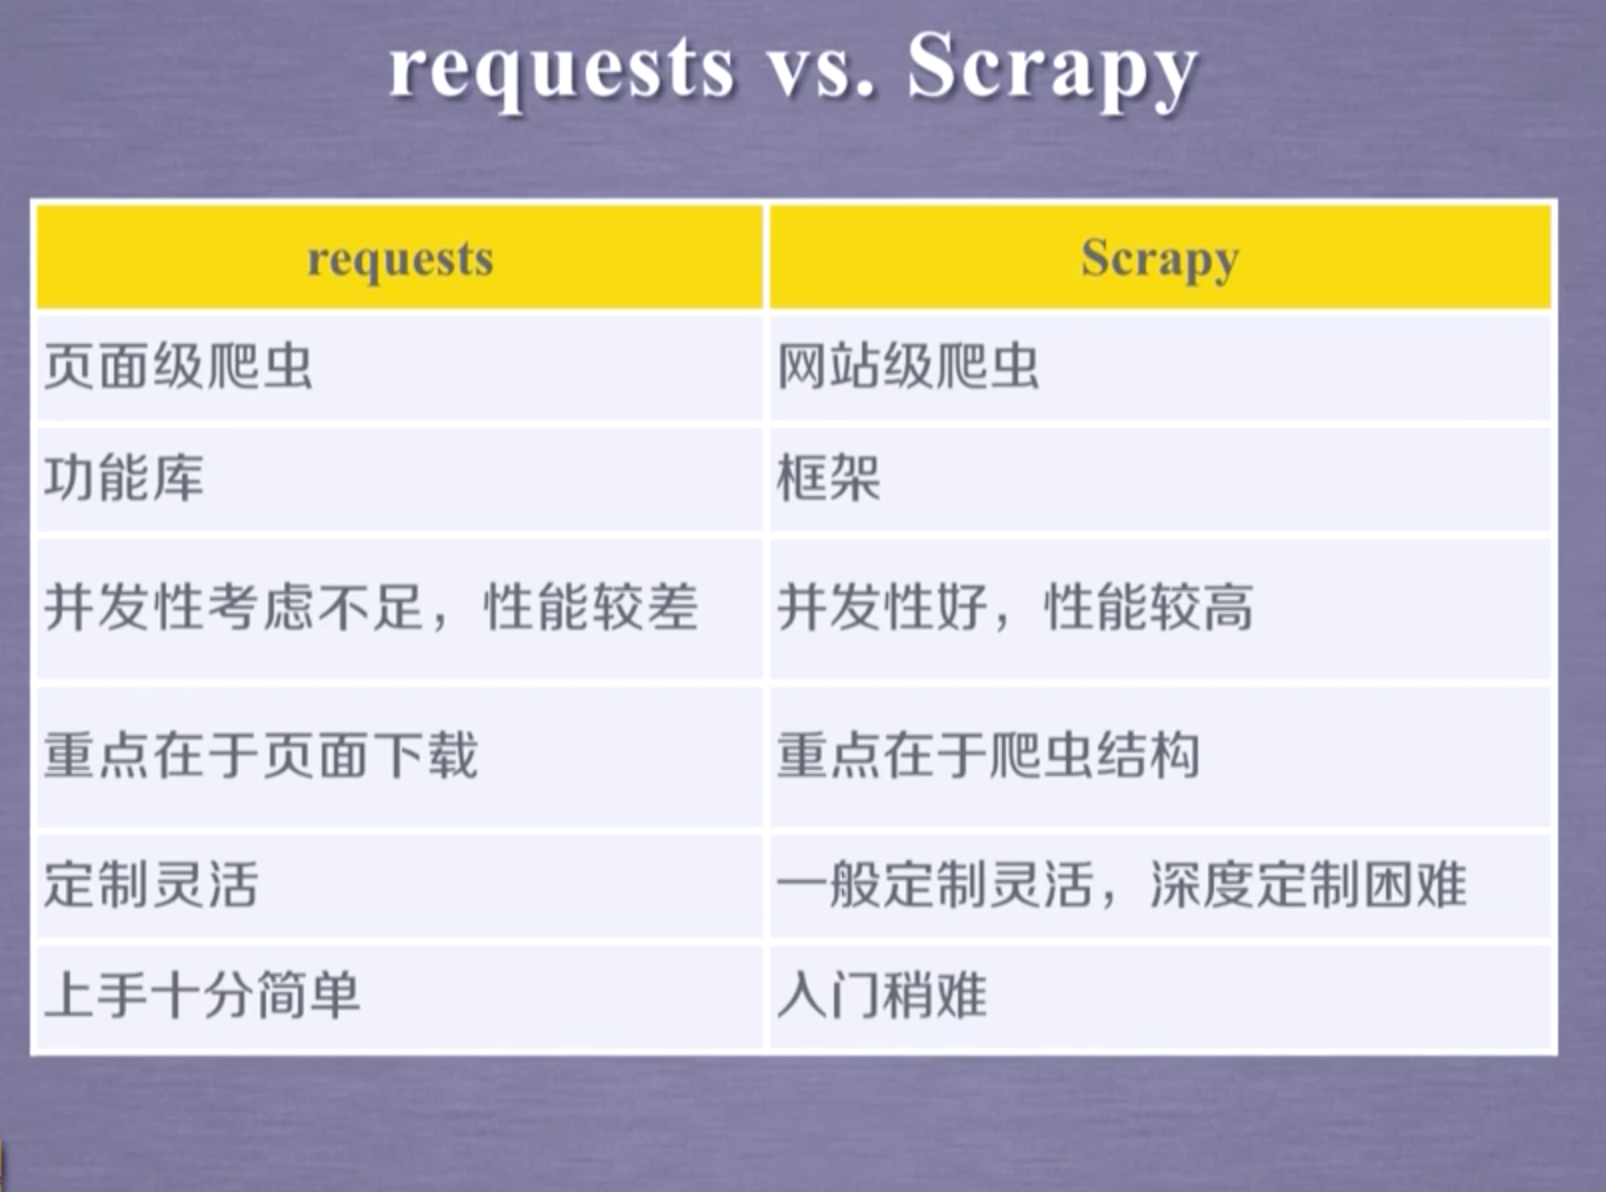 requests vs. Scrapy
requests
Scrapy
页面级爬虫
网站级爬虫
功能库
框架
并发性考虑不足，性能较差
并发性好，性能较高
重点在于页面下载
重点在于爬虫结构
定制灵活
一般定制灵活，深度定制困难
上手十分简单
入门稍难